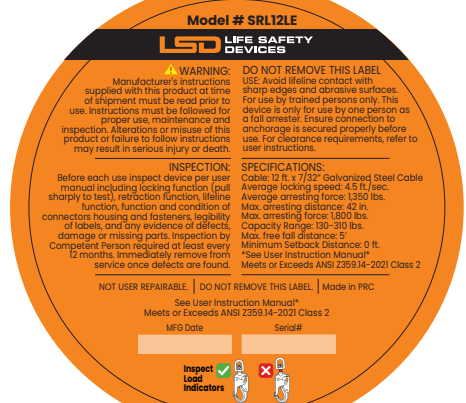 Model # SRL12LE
LSD LIFE SAFETY
DEVICES
WARNING:
Manufacturer's instructions
supplied with this product at time
of shipment must be read prior to
use. Instructions must be followed for
proper use, maintenance and
inspection. Alterations or misuse of this
product or failure to follow instructions
may result in serious injury or death.
DO NOT REMOVE THIS LABEL
USE: Avoid lifeline contact with
sharp edges and abrasive surfaces.
For use by trained persons only. This
device is only for use by one person as
a fall arrester. Ensure connection to
anchorage is secured properly before
use. For clearance requirements, refer to
user instructions.
INSPECTION:
Before each use inspect device per user
manual including locking function (pull
sharply to test), retraction function, lifeline
function, function and condition of
connectors housing and fasteners, legibility
of labels, and any evidence of defects,
damage or missing parts. Inspection by
Competent Person required at least every
12 months. Immediately remove from
service once defects are found.
SPECIFICATIONS:
Cable: 12 ft. x 7/32" Galvanized Steel Cable
Average locking speed: 4.5 ft./sec.
Average arresting force: 1,350 lbs.
Max. arresting distance: 42 in.
Max. arresting force: 1,800 lbs.
Capacity Range: 130-310 lbs.
Max. free fall distance: 5'
Minimum Setback Distance: 0 ft.
*See User Instruction Manual*
Meets or Exceeds ANSI Z359.14-2021 Class 2
NOT USER REPAIRABLE. | DO NOT REMOVE THIS LABEL. | Made in PRC
See User Instruction Manual*
Meets or Exceeds ANSI Z359.14-2021 Class 2
MFG Date Serial#
Inspect
Load
Indicators